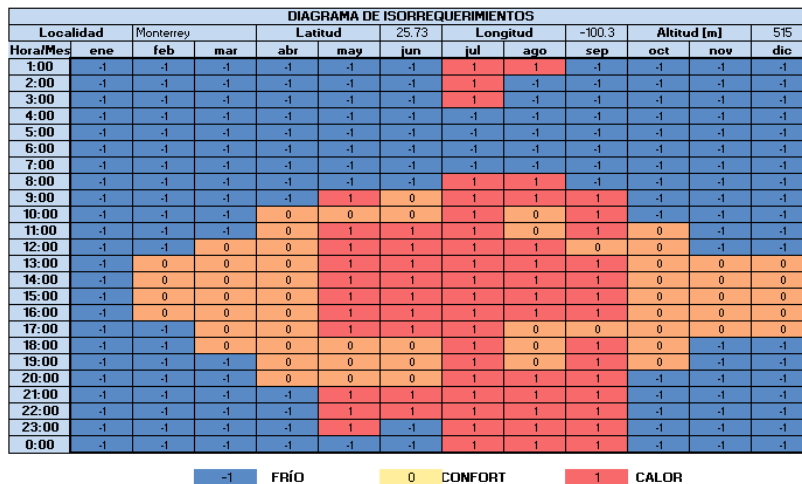 DIAGRAMA DE ISORREQUERIMIENTOS
Localidad Monterrey Latitud 25.73 Longitud -100.3 Altitud [m] 515
Hora/Mes ene feb mar abr may jun jul ago sep oct nov dic
1:00 -1 -1 -1 -1 -1 -1 1 1 -1 -1 -1 -1
2:00 -1 -1 -1 -1 -1 -1 1 -1 -1 -1 -1 -1
3:00 -1 -1 -1 -1 -1 -1 1 -1 -1 -1 -1 -1
4:00 -1 -1 -1 -1 -1 -1 -1 -1 -1 -1 -1 -1
5:00 -1 -1 -1 -1 -1 -1 -1 -1 -1 -1 -1 -1
6:00 -1 -1 -1 -1 -1 -1 -1 -1 -1 -1 -1 -1
7:00 -1 -1 -1 -1 -1 -1 -1 -1 -1 -1 -1 -1
8:00 -1 -1 -1 -1 -1 -1 1 1 -1 -1 -1 -1
9:00 -1 -1 -1 -1 1 0 1 1 1 -1 -1 -1
10:00 -1 -1 -1 0 0 0 1 0 1 -1 -1 -1
11:00 -1 -1 -1 0 1 1 1 0 1 0 -1 -1
12:00 -1 -1 0 0 1 1 1 1 0 0 -1 -1
13:00 -1 0 0 0 1 1 1 1 1 0 0 0
14:00 -1 0 0 0 1 1 1 1 1 0 0 0
15:00 -1 0 0 0 1 1 1 1 1 0 0 0
16:00 -1 0 0 0 1 1 1 1 1 0 0 0
17:00 -1 -1 0 0 1 1 1 0 0 0 0 0
18:00 -1 -1 0 0 0 0 1 0 1 0 -1 -1
19:00 -1 -1 -1 0 0 0 1 0 1 0 -1 -1
20:00 -1 -1 -1 0 0 0 1 1 1 -1 -1 -1
21:00 -1 -1 -1 -1 1 1 1 1 1 -1 -1 -1
22:00 -1 -1 -1 -1 1 1 1 1 1 -1 -1 -1
23:00 -1 -1 -1 -1 1 -1 1 1 1 -1 -1 -1
0:00 -1 -1 -1 -1 -1 -1 1 1 1 -1 -1 -1
-1 FRÍO 0 CONFORT 1 CALOR